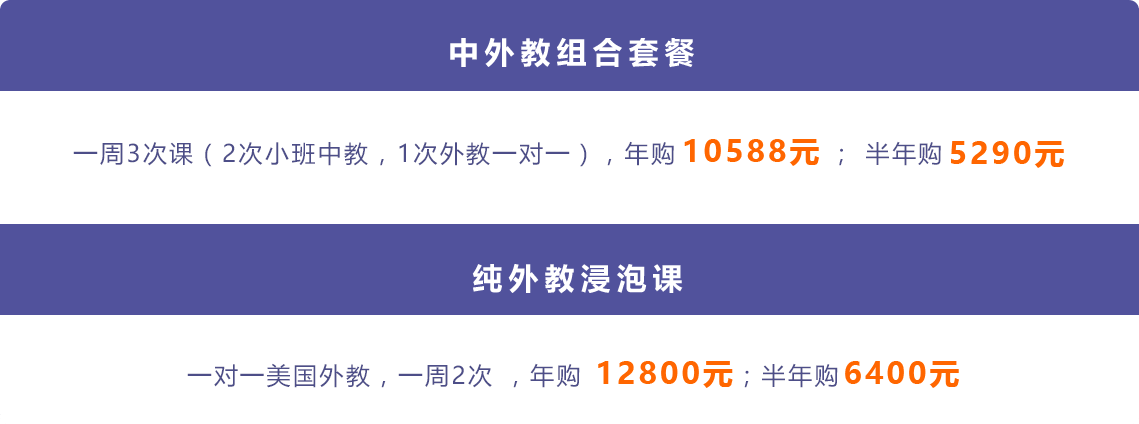 中外教组合套餐
一周3次课（2次小班中教，1次外教一对一），年购 10588元 ； 半年购 5290元
纯外教浸泡课
一对一美国外教，一周2次 ，年购 12800元；半年购 6400元